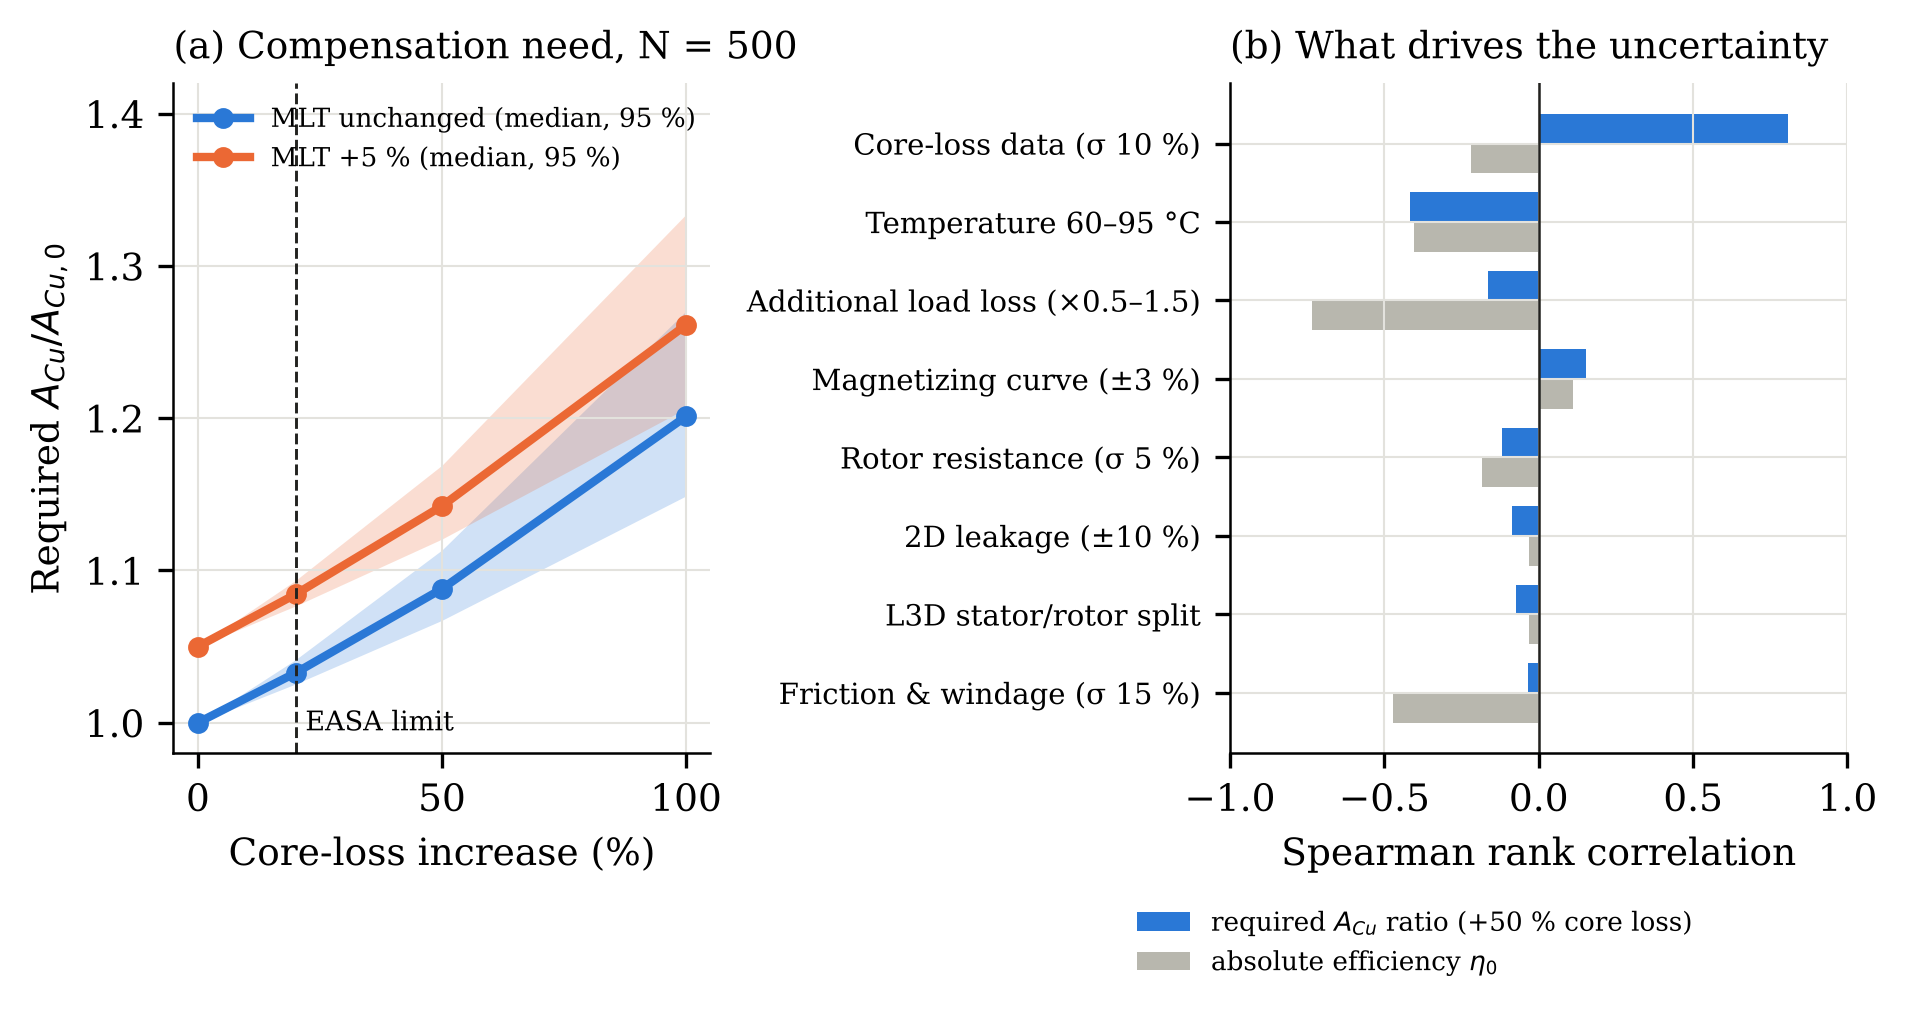 (a) Compensation need, N = 500
1.4
1.3
1.2
1.1
1.0
Required A_Cu/A_Cu,0
MLT unchanged (median, 95 %)
MLT +5 % (median, 95 %)
EASA limit
0 50 100
Core-loss increase (%)
(b) What drives the uncertainty
Core-loss data (σ 10 %)
Temperature 60–95 °C
Additional load loss (×0.5–1.5)
Magnetizing curve (±3 %)
Rotor resistance (σ 5 %)
2D leakage (±10 %)
L3D stator/rotor split
Friction & windage (σ 15 %)
−1.0 −0.5 0.0 0.5 1.0
Spearman rank correlation
required A_Cu ratio (+50 % core loss)
absolute efficiency η₀